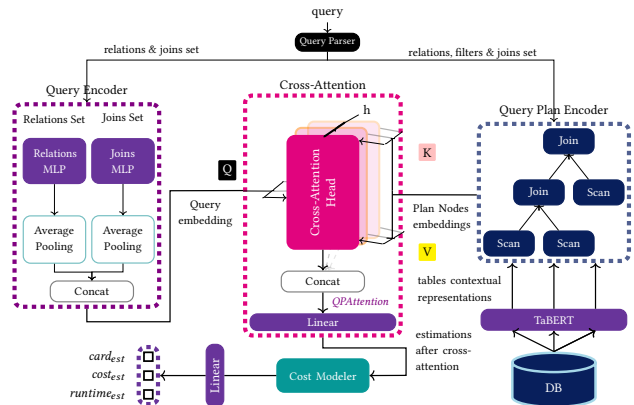 query
Query Parser
relations & joins set
relations, filters & joins set
Query Encoder
Cross-Attention
Query Plan Encoder
Relations Set
Joins Set
h
Relations
MLP
Joins
MLP
Average
Pooling
Average
Pooling
Concat
Q
Query
embedding
Cross-Attention
Head
Concat
QPAttention
Linear
K
Plan Nodes
embeddings
V
Join
Join
Scan
Scan
Scan
tables contextual
representations
TaBERT
DB
estimations
after cross-
attention
Cost Modeler
Linear
card_est
cost_est
runtime_est